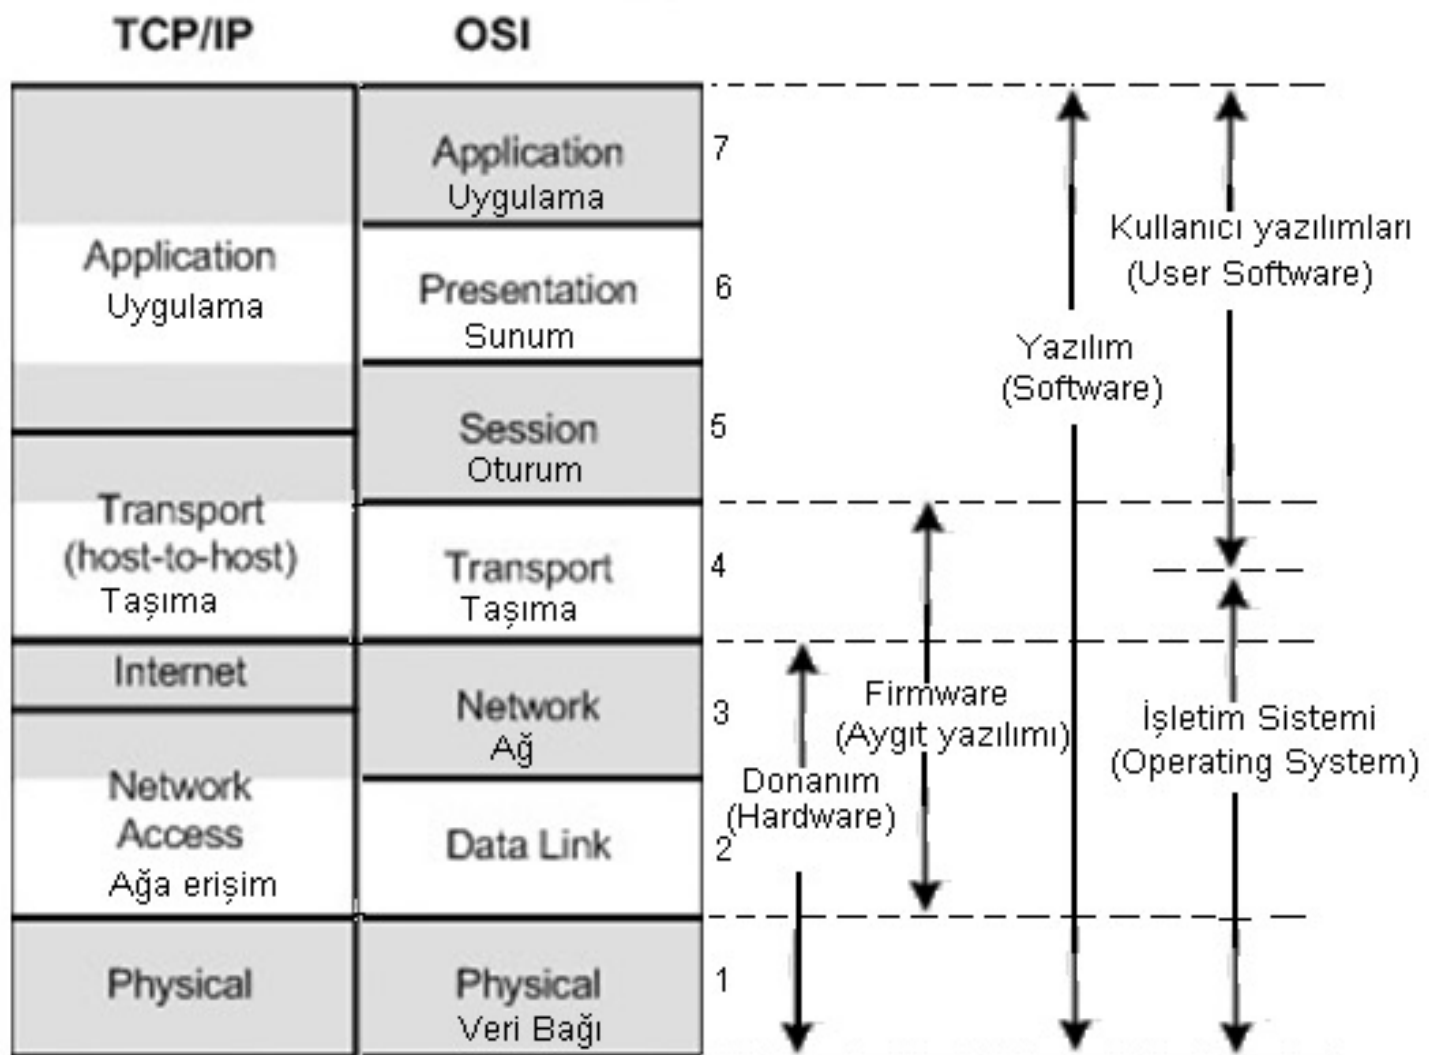 TCP/IP
OSI
Application
Uygulama
Transport
(host-to-host)
Taşıma
Internet
Network
Access
Ağa erişim
Physical
Application
Uygulama
Presentation
Sunum
Session
Oturum
Transport
Taşıma
Network
Ağ
Data Link
Physical
Veri Bağı
7
6
5
4
3
2
1
Donanım
(Hardware)
Firmware
(Aygıt yazılımı)
Yazılım
(Software)
Kullanıcı yazılımları
(User Software)
İşletim Sistemi
(Operating System)